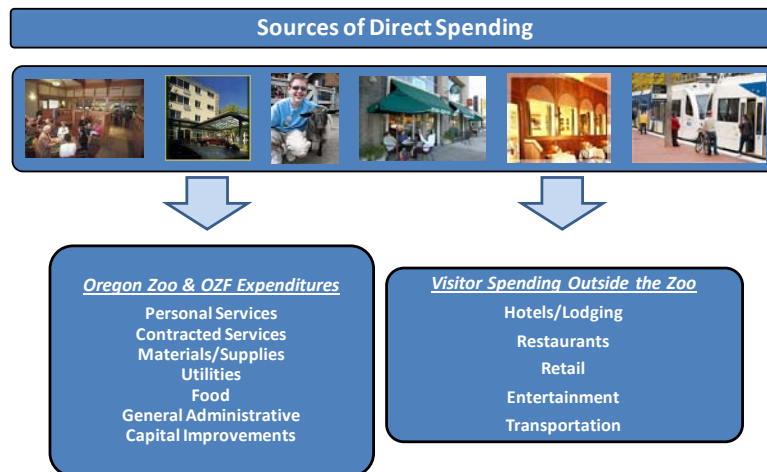 Sources of Direct Spending
Oregon Zoo & OZF Expenditures
Personal Services
Contracted Services
Materials/Supplies
Utilities
Food
General Administrative
Capital Improvements
Visitor Spending Outside the Zoo
Hotels/Lodging
Restaurants
Retail
Entertainment
Transportation